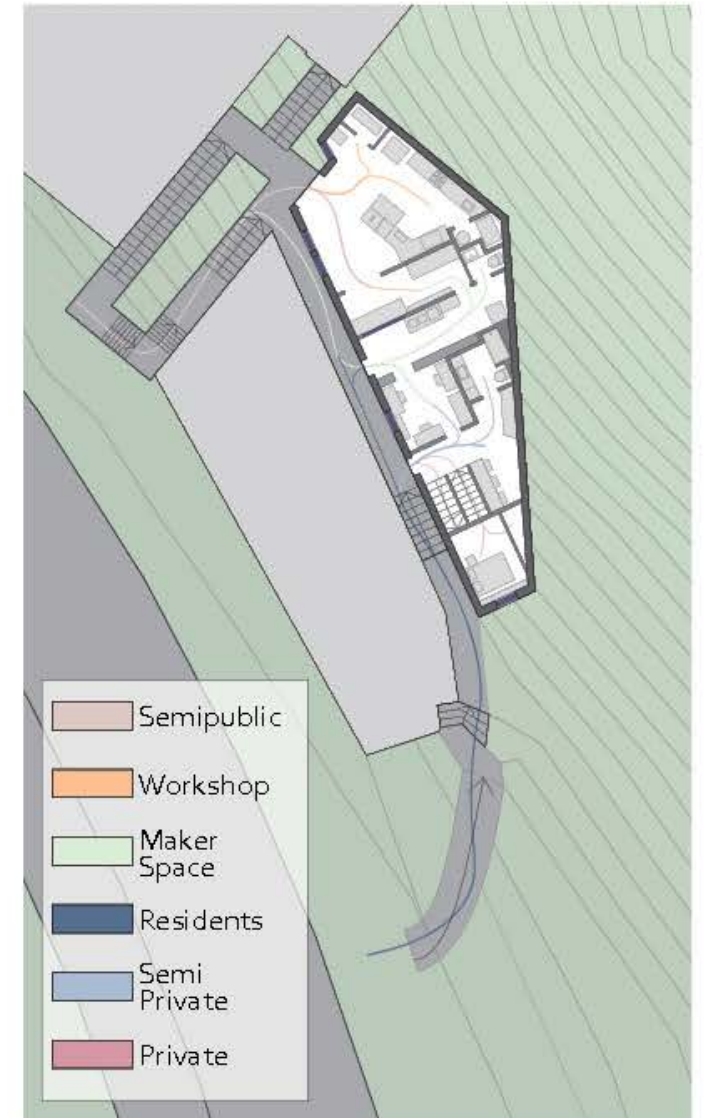 Semipublic
Workshop
Maker
Space
Residents
Semi
Private
Private